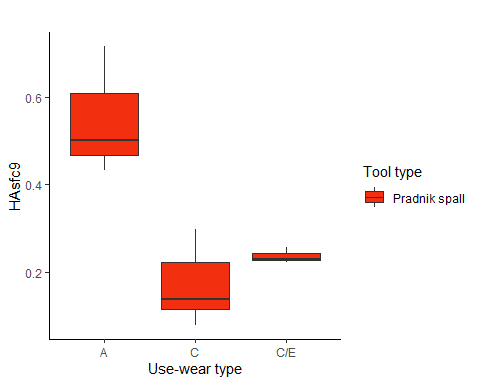 HAsfc9
0.6
0.4
0.2
A C C/E
Use-wear type
Tool type
Pradnik spall